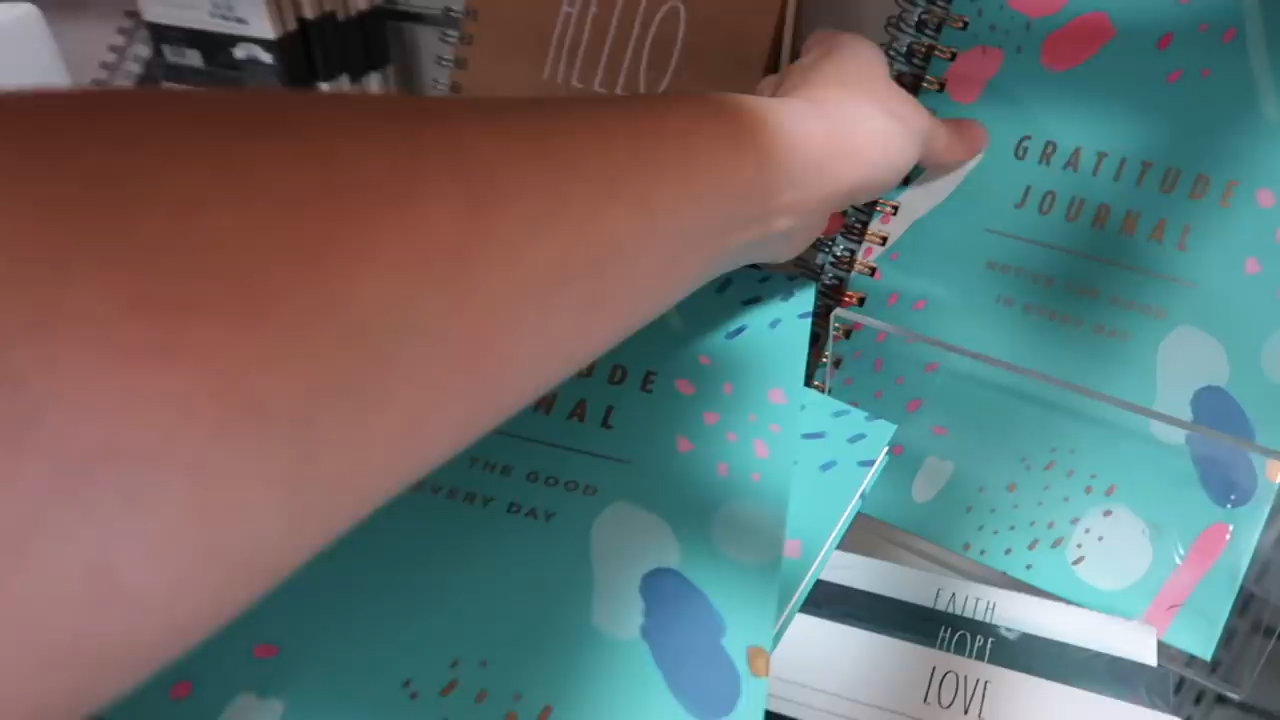 HELLO
GRATITUDE
JOURNAL
NOTICE THE GOOD
IN EVERY DAY
UDE
NAL
THE GOOD
EVERY DAY
FAITH
HOPE
LOVE